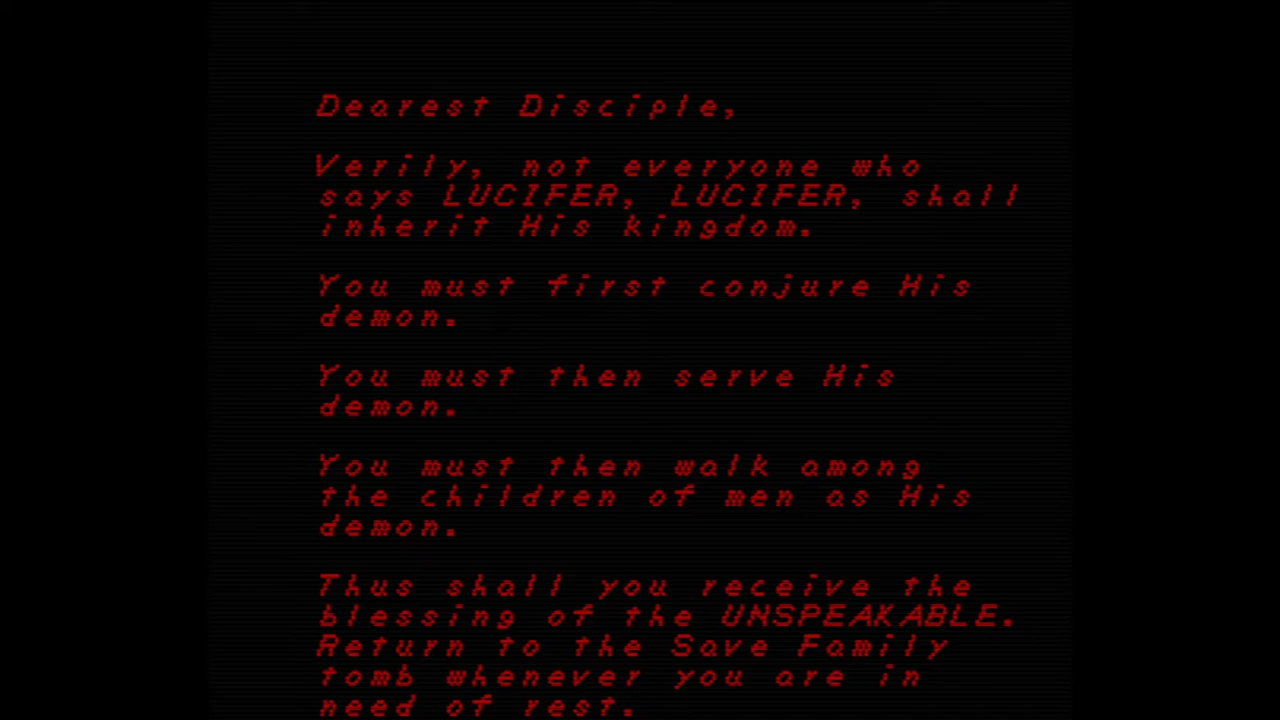 Dearest Disciple,
Verily, not everyone who
says LUCIFER, LUCIFER, shall
inherit His kingdom.
You must first conjure His
demon.
You must then serve His
demon.
You must then walk among
the children of men as His
demon.
Thus shall you receive the
blessing of the UNSPEAKABLE.
Return to the Save Family
tomb whenever you are in
need of rest.